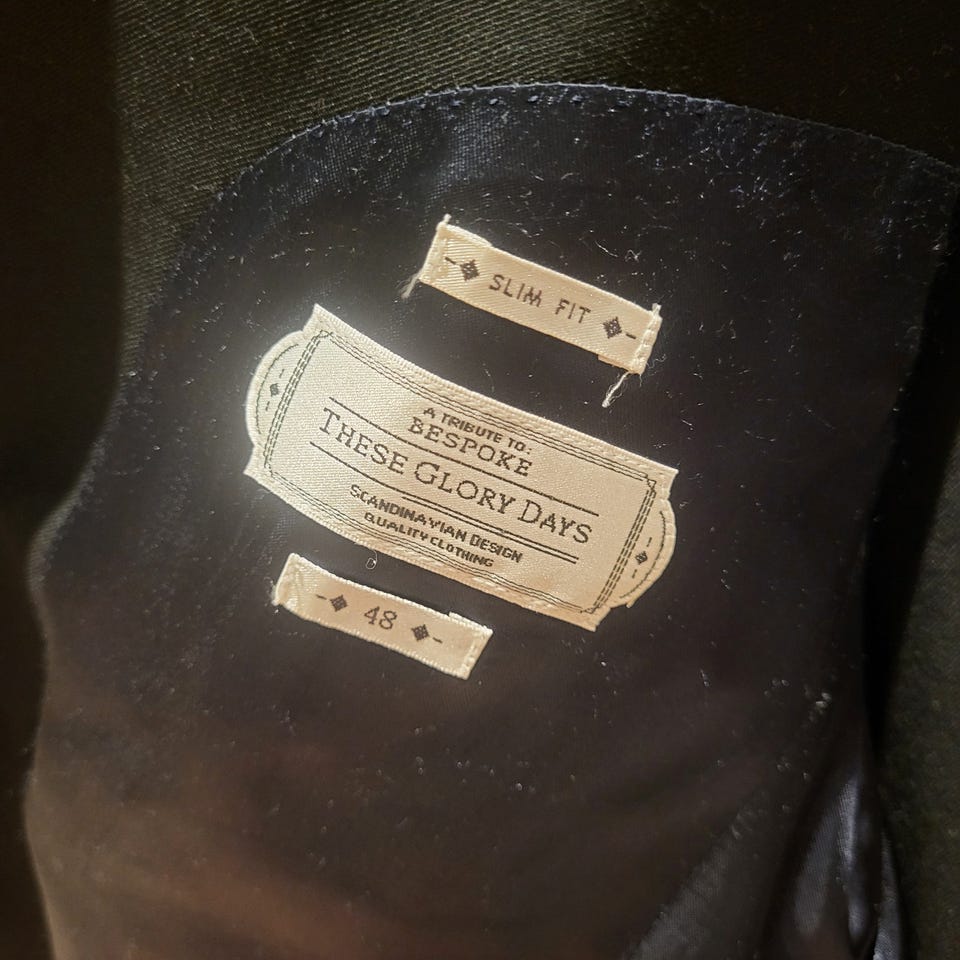 SLIM FIT
A TRIBUTE TO:
BESPOKE
THESE GLORY DAYS
SCANDINAVIAN DESIGN
QUALITY CLOTHING
48